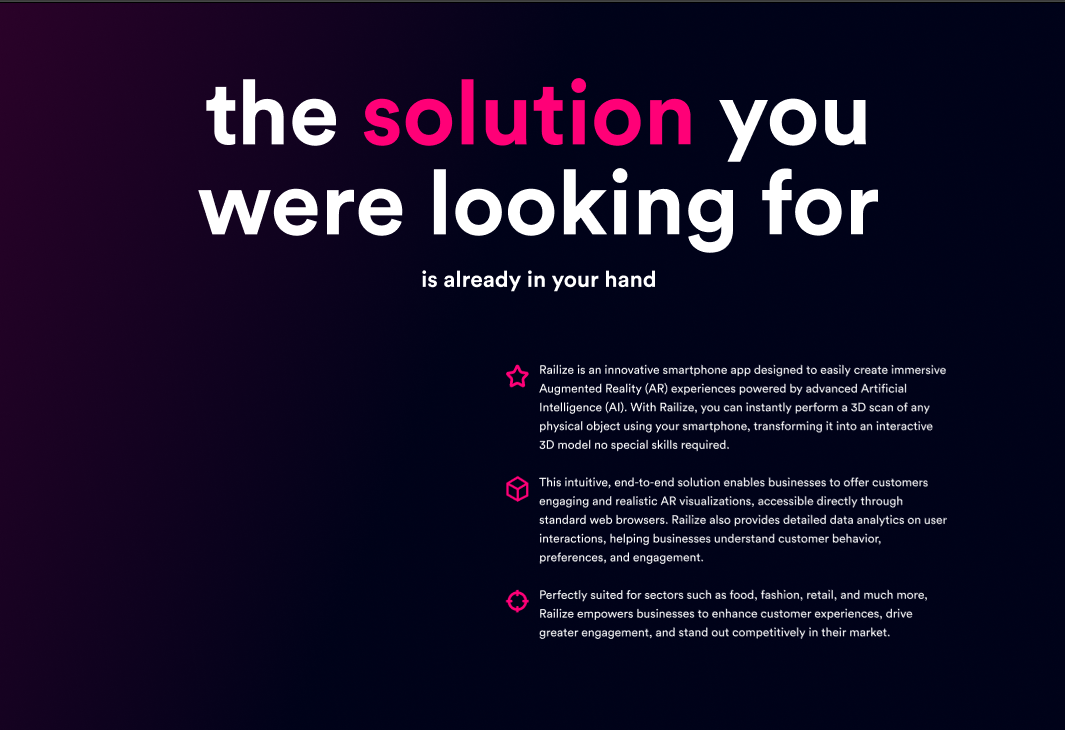 the solution you
were looking for
is already in your hand
Railize is an innovative smartphone app designed to easily create immersive
Augmented Reality (AR) experiences powered by advanced Artificial
Intelligence (AI). With Railize, you can instantly perform a 3D scan of any
physical object using your smartphone, transforming it into an interactive
3D model no special skills required.
This intuitive, end-to-end solution enables businesses to offer customers
engaging and realistic AR visualizations, accessible directly through
standard web browsers. Railize also provides detailed data analytics on user
interactions, helping businesses understand customer behavior,
preferences, and engagement.
Perfectly suited for sectors such as food, fashion, retail, and much more,
Railize empowers businesses to enhance customer experiences, drive
greater engagement, and stand out competitively in their market.